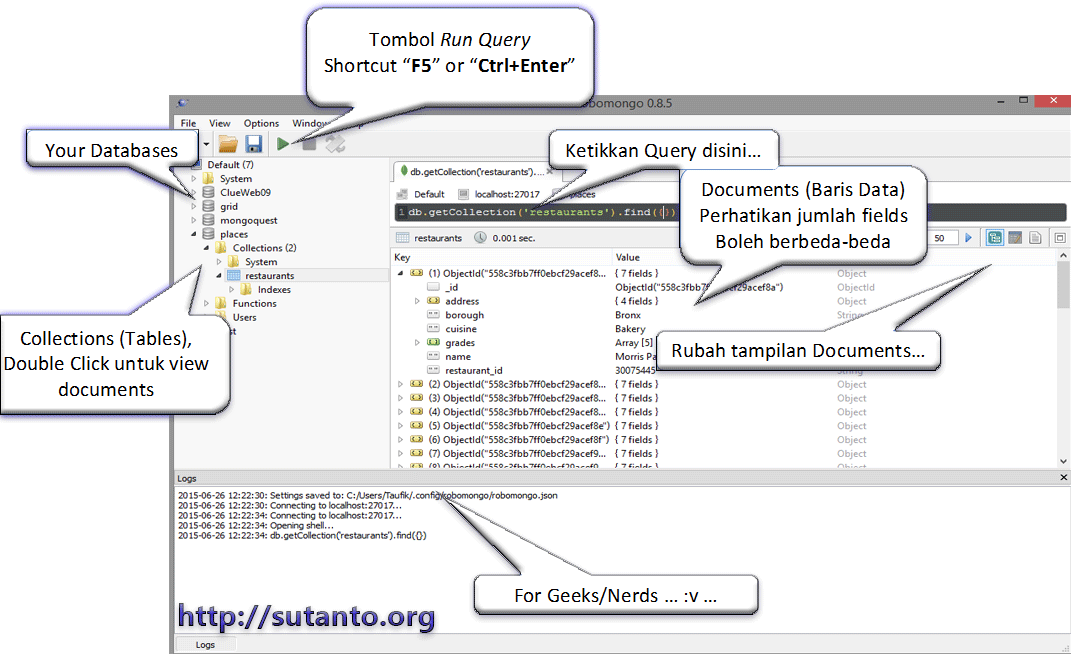 Tombol Run Query
Shortcut “F5” or “Ctrl+Enter”
bomongo 0.8.5
File View Options Window
Your Databases
Ketikkan Query disini...
Default (7)
System
ClueWeb09
grid
mongoquest
places
Collections (2)
System
restaurants
Indexes
Functions
Users
db.getCollection('restaurants')....
Default localhost:27017 places
1 db.getCollection('restaurants').find({})
Documents (Baris Data)
Perhatikan jumlah fields
Boleh berbeda-beda
restaurants 0.001 sec.
50
Key Value
(1) ObjectId("558c3fbb7ff0ebcf29acef8... { 7 fields } Object
_id ObjectId("558c3fbb7ff0ebcf29acef8a") ObjectId
address { 4 fields } Object
borough Bronx String
cuisine Bakery
grades Array [5]
name Morris Pa
restaurant_id 30075445 String
(2) ObjectId("558c3fbb7ff0ebcf29acef8... { 7 fields } Object
(3) ObjectId("558c3fbb7ff0ebcf29acef8... { 7 fields } Object
(4) ObjectId("558c3fbb7ff0ebcf29acef8... { 7 fields } Object
(5) ObjectId("558c3fbb7ff0ebcf29acef8e") { 7 fields } Object
(6) ObjectId("558c3fbb7ff0ebcf29acef8f") { 7 fields } Object
(7) ObjectId("558c3fbb7ff0ebcf29acef9... { 7 fields } Object
(8) ObjectId("558c3fbb7ff0ebcf29acef9... { 7 fields } Object
Collections (Tables),
Double Click untuk view
documents
Rubah tampilan Documents...
Logs
2015-06-26 12:22:30: Settings saved to: C:/Users/Taufik/.config/robomongo/robomongo.json
2015-06-26 12:22:30: Connecting to localhost:27017...
2015-06-26 12:22:34: Connecting to localhost:27017...
2015-06-26 12:22:34: Opening shell...
2015-06-26 12:22:34: db.getCollection('restaurants').find({})
For Geeks/Nerds ... :v ...
http://sutanto.org
Logs